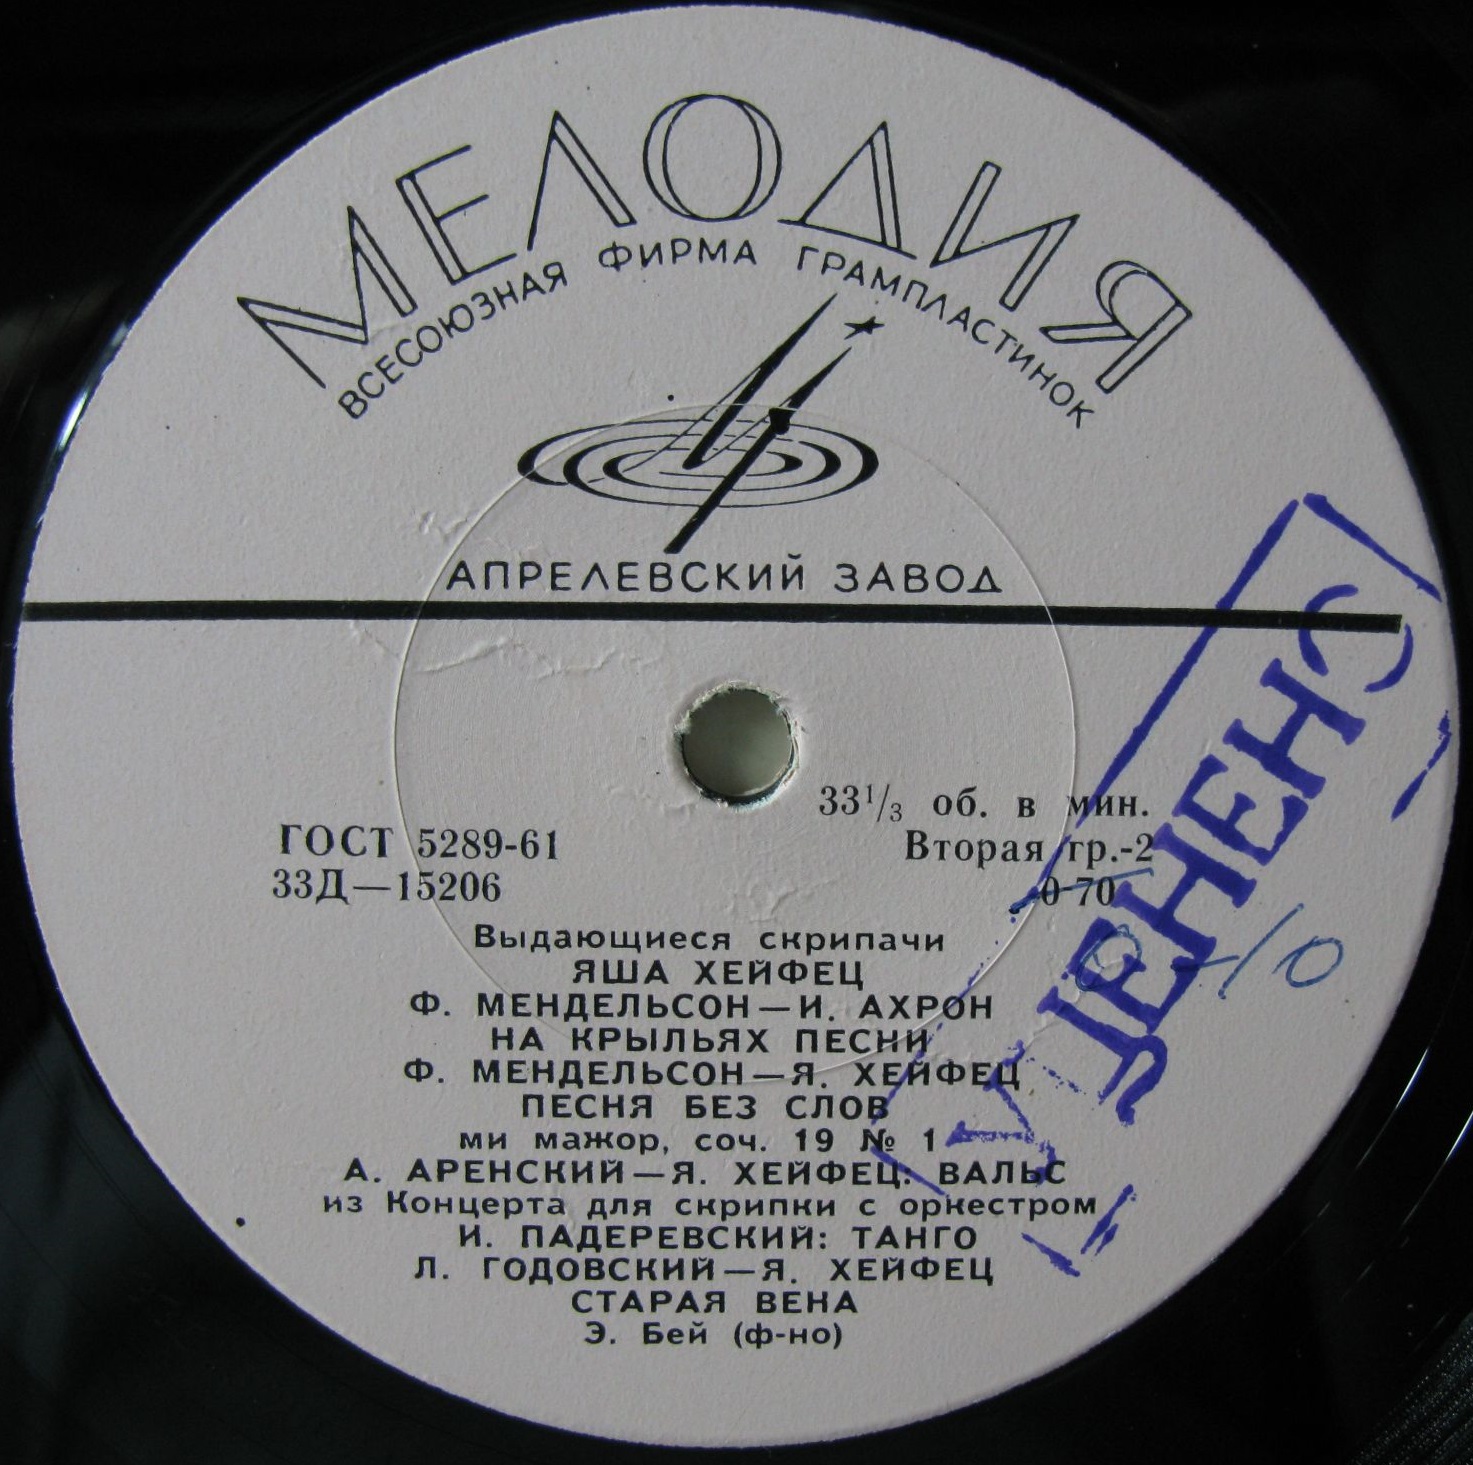 МЕЛОДИЯ
ВСЕСОЮЗНАЯ ФИРМА ГРАМПЛАСТИНОК
АПРЕЛЕВСКИЙ ЗАВОД
33 1/3 об. в мин.
ГОСТ 5289-61
Вторая гр.-2
33Д—15206
0-70
0-10
УЦЕНЕНО
Выдающиеся скрипачи
ЯША ХЕЙФЕЦ
Ф. МЕНДЕЛЬСОН—И. АХРОН
НА КРЫЛЬЯХ ПЕСНИ
Ф. МЕНДЕЛЬСОН—Я. ХЕЙФЕЦ
ПЕСНЯ БЕЗ СЛОВ
ми мажор, соч. 19 № 1
А. АРЕНСКИЙ—Я. ХЕЙФЕЦ: ВАЛЬС
из Концерта для скрипки с оркестром
И. ПАДЕРЕВСКИЙ: ТАНГО
Л. ГОДОВСКИЙ—Я. ХЕЙФЕЦ
СТАРАЯ ВЕНА
Э. Бей (ф-но)